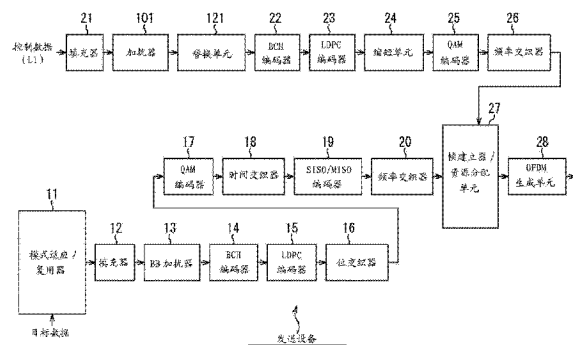 21
101
121
22
23
24
25
26
控制数据
(L1)
填充器
加扰器
替换单元
BCH
编码器
LDPC
编码器
缩短单元
QAM
编码器
频率交织器
27
17
18
19
20
28
QAM
编码器
时间交织器
SISO/MISO
编码器
频率交织器
帧建立器/
资源分配
单元
OFDM
生成单元
11
12
13
14
15
16
模式适应/
复用器
填充器
BB加扰器
BCH
编码器
LDPC
编码器
位交织器
目标数据
发送设备